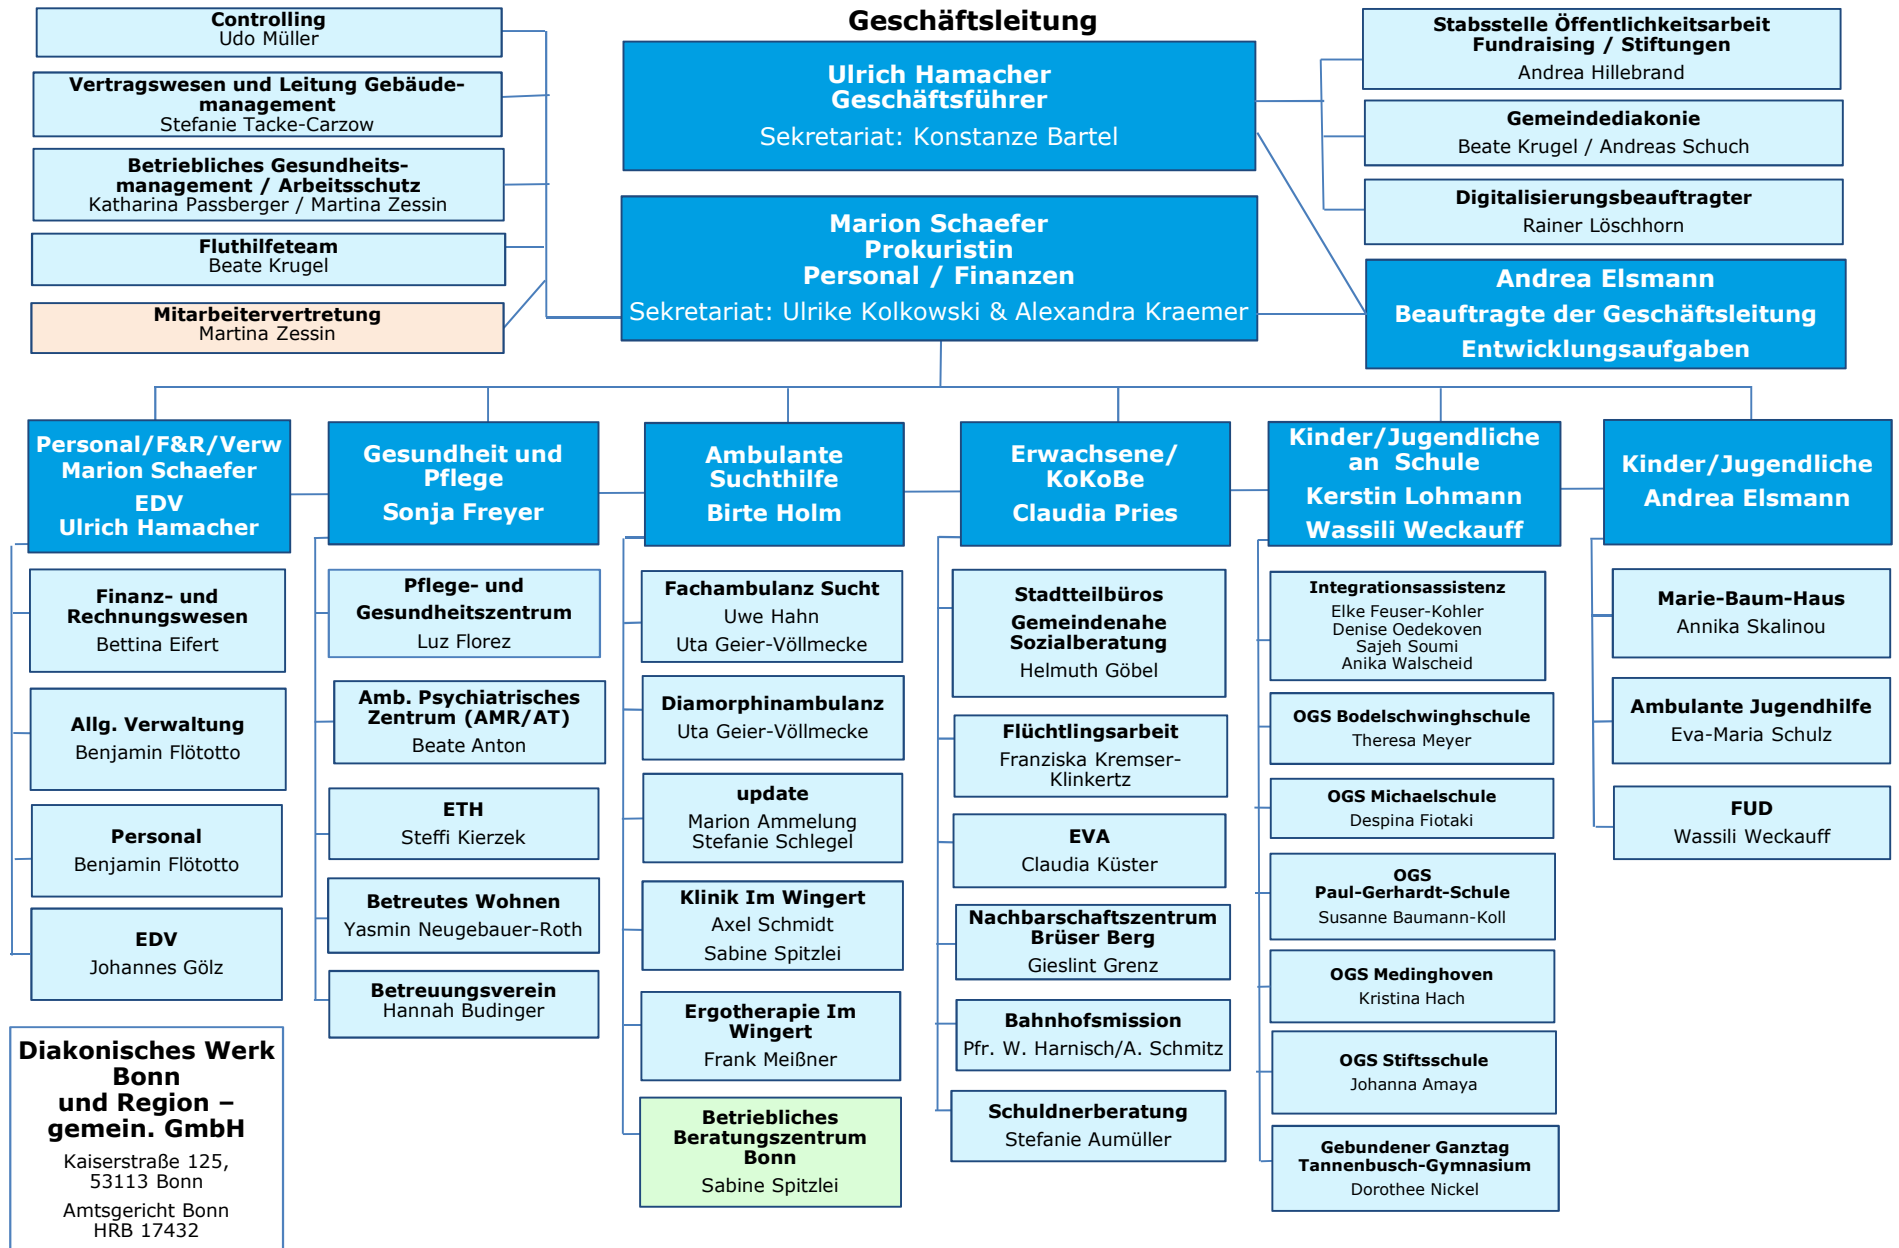 Geschäftsleitung
Controlling
Udo Müller
Vertragswesen und Leitung Gebäude-
management
Stefanie Tacke-Carzow
Betriebliches Gesundheits-
management / Arbeitsschutz
Katharina Passberger / Martina Zessin
Fluthilfeteam
Beate Krugel
Mitarbeitervertretung
Martina Zessin
Ulrich Hamacher
Geschäftsführer
Sekretariat: Konstanze Bartel
Marion Schaefer
Prokuristin
Personal / Finanzen
Sekretariat: Ulrike Kolkowski & Alexandra Kraemer
Stabsstelle Öffentlichkeitsarbeit
Fundraising / Stiftungen
Andrea Hillebrand
Gemeindediakonie
Beate Krugel / Andreas Schuch
Digitalisierungsbeauftragter
Rainer Löschhorn
Andrea Elsmann
Beauftragte der Geschäftsleitung
Entwicklungsaufgaben
Personal/F&R/Verw
Marion Schaefer
EDV
Ulrich Hamacher
Finanz- und
Rechnungswesen
Bettina Eifert
Allg. Verwaltung
Benjamin Flötotto
Personal
Benjamin Flötotto
EDV
Johannes Gölz
Gesundheit und
Pflege
Sonja Freyer
Pflege- und
Gesundheitszentrum
Luz Florez
Amb. Psychiatrisches
Zentrum (AMR/AT)
Beate Anton
ETH
Steffi Kierzek
Betreutes Wohnen
Yasmin Neugebauer-Roth
Betreuungsverein
Hannah Budinger
Ambulante
Suchthilfe
Birte Holm
Fachambulanz Sucht
Uwe Hahn
Uta Geier-Völlmecke
Diamorphinambulanz
Uta Geier-Völlmecke
update
Marion Ammelung
Stefanie Schlegel
Klinik Im Wingert
Axel Schmidt
Sabine Spitzlei
Ergotherapie Im
Wingert
Frank Meißner
Betriebliches
Beratungszentrum
Bonn
Sabine Spitzlei
Erwachsene/
KoKoBe
Claudia Pries
Stadtteilbüros
Gemeindenahe
Sozialberatung
Helmuth Göbel
Flüchtlingsarbeit
Franziska Kremser-
Klinkertz
EVA
Claudia Küster
Nachbarschaftszentrum
Brüser Berg
Gieslint Grenz
Bahnhofsmission
Pfr. W. Harnisch/A. Schmitz
Schuldnerberatung
Stefanie Aumüller
Kinder/Jugendliche
an Schule
Kerstin Lohmann
Wassili Weckauff
Integrationsassistenz
Elke Feuser-Kohler
Denise Oedekoven
Sajeh Soumi
Anika Walscheid
OGS Bodelschwinghschule
Theresa Meyer
OGS Michaelschule
Despina Fiotaki
OGS
Paul-Gerhardt-Schule
Susanne Baumann-Koll
OGS Medinghoven
Kristina Hach
OGS Stiftsschule
Johanna Amaya
Gebundener Ganztag
Tannenbusch-Gymnasium
Dorothee Nickel
Kinder/Jugendliche
Andrea Elsmann
Marie-Baum-Haus
Annika Skalinou
Ambulante Jugendhilfe
Eva-Maria Schulz
FUD
Wassili Weckauff
Diakonisches Werk
Bonn
und Region –
gemein. GmbH
Kaiserstraße 125,
53113 Bonn
Amtsgericht Bonn
HRB 17432